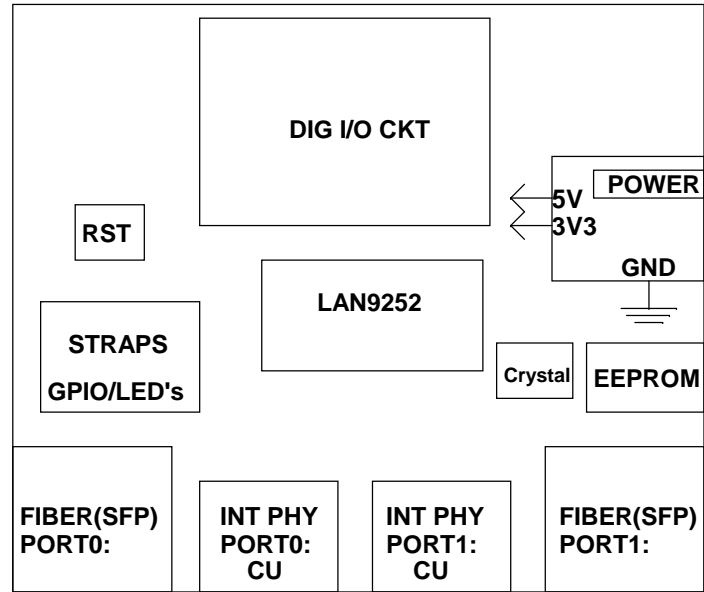 DIG I/O CKT
POWER
5V
3V3
GND
RST
LAN9252
STRAPS
GPIO/LED's
Crystal
EEPROM
FIBER(SFP)
PORT0:
INT PHY
PORT0:
CU
INT PHY
PORT1:
CU
FIBER(SFP)
PORT1: